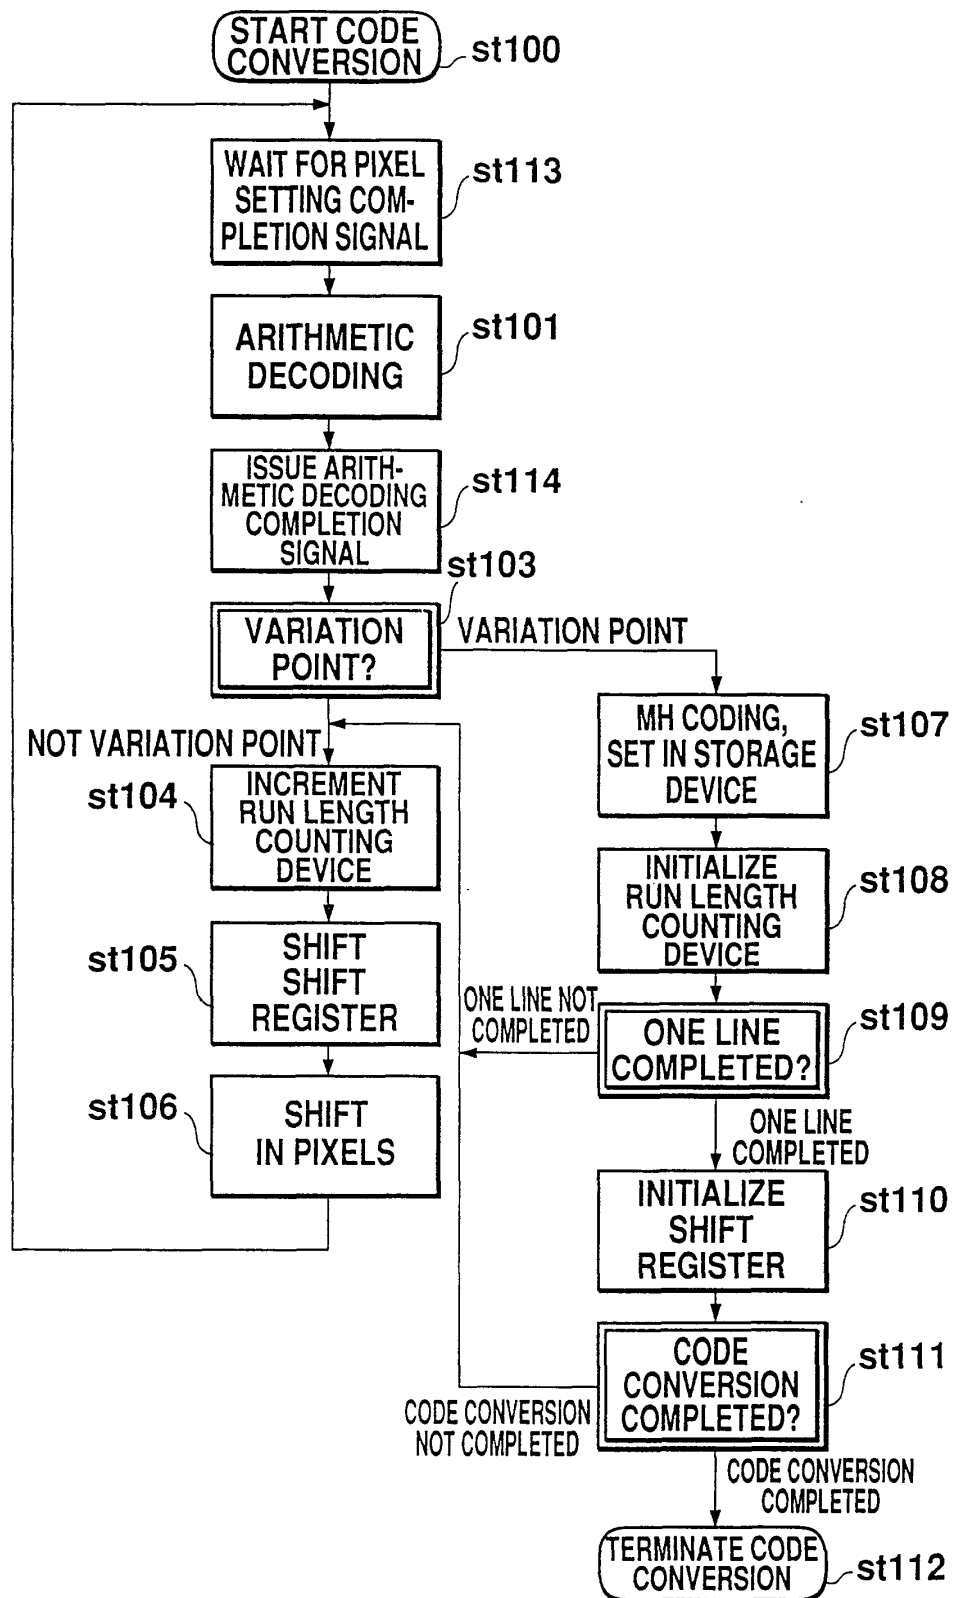 START CODE
CONVERSION
st100
WAIT FOR PIXEL
SETTING COM-
PLETION SIGNAL
st113
ARITHMETIC
DECODING
st101
ISSUE ARITH-
METIC DECODING
COMPLETION
SIGNAL
st114
VARIATION
POINT?
st103
VARIATION POINT
NOT VARIATION POINT
INCREMENT
RUN LENGTH
COUNTING
DEVICE
st104
SHIFT
SHIFT
REGISTER
st105
SHIFT
IN PIXELS
st106
MH CODING,
SET IN STORAGE
DEVICE
st107
INITIALIZE
RUN LENGTH
COUNTING
DEVICE
st108
ONE LINE NOT
COMPLETED
ONE LINE
COMPLETED?
st109
ONE LINE
COMPLETED
INITIALIZE
SHIFT
REGISTER
st110
CODE
CONVERSION
COMPLETED?
st111
CODE CONVERSION
NOT COMPLETED
CODE CONVERSION
COMPLETED
TERMINATE CODE
CONVERSION
st112